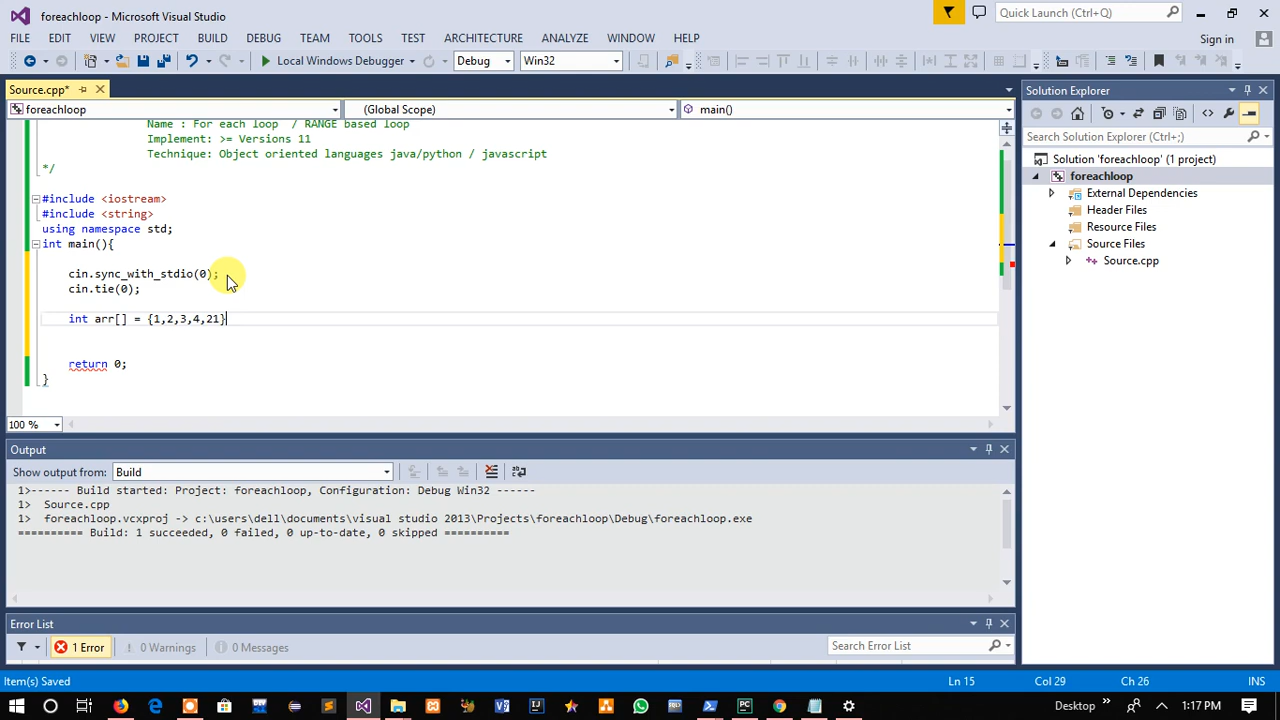 foreachloop - Microsoft Visual Studio
Quick Launch (Ctrl+Q)
FILE EDIT VIEW PROJECT BUILD DEBUG TEAM TOOLS TEST ARCHITECTURE ANALYZE WINDOW HELP
Sign in
Local Windows Debugger Debug Win32
Source.cpp*
foreachloop (Global Scope) main()
Name : For each loop / RANGE based loop
Implement: >= Versions 11
Technique: Object oriented languages java/python / javascript
*/
#include <iostream>
#include <string>
using namespace std;
int main(){
cin.sync_with_stdio(0);
cin.tie(0);
int arr[] = {1,2,3,4,21}
return 0;
}
100 %
Solution Explorer
Search Solution Explorer (Ctrl+;)
Solution 'foreachloop' (1 project)
foreachloop
External Dependencies
Header Files
Resource Files
Source Files
Source.cpp
Output
Show output from: Build
1>------ Build started: Project: foreachloop, Configuration: Debug Win32 ------
1> Source.cpp
1> foreachloop.vcxproj -> c:\users\dell\documents\visual studio 2013\Projects\foreachloop\Debug\foreachloop.exe
========== Build: 1 succeeded, 0 failed, 0 up-to-date, 0 skipped ==========
Error List
1 Error 0 Warnings 0 Messages
Search Error List
Item(s) Saved Ln 15 Col 29 Ch 26 INS
Desktop 1:17 PM